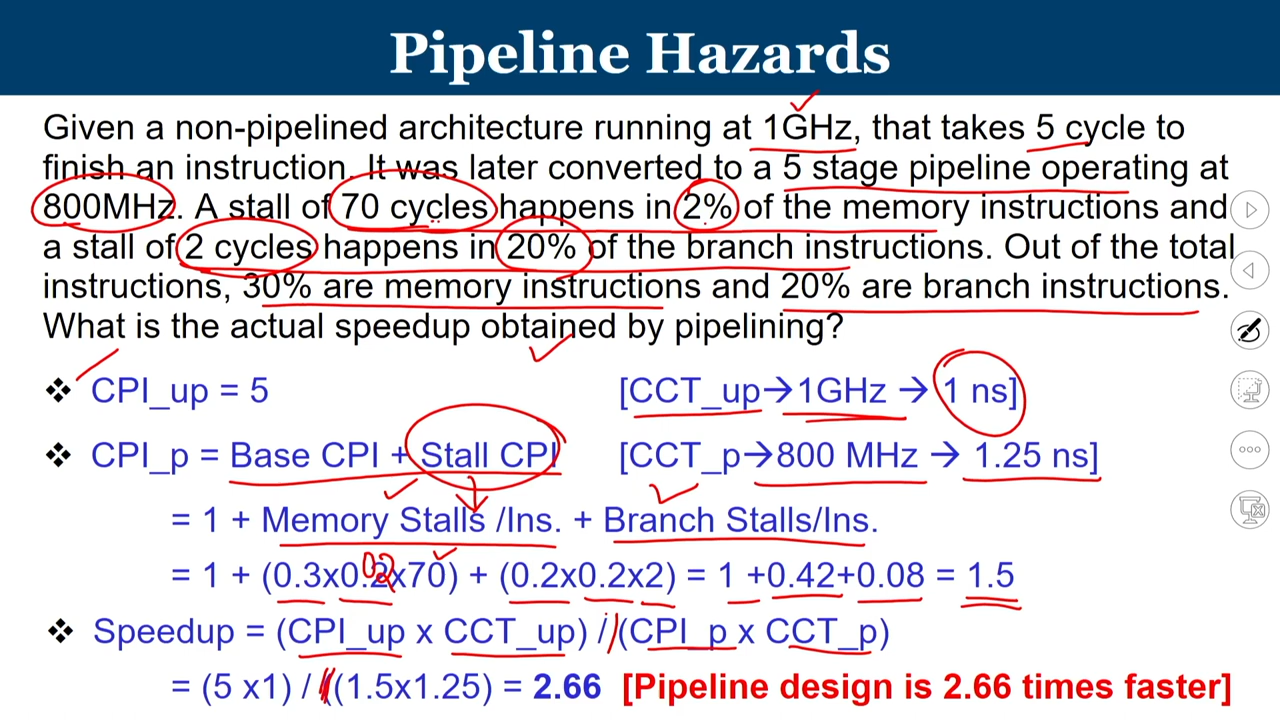 Pipeline Hazards
Given a non-pipelined architecture running at 1GHz, that takes 5 cycle to
finish an instruction. It was later converted to a 5 stage pipeline operating at
800MHz. A stall of 70 cycles happens in 2% of the memory instructions and
a stall of 2 cycles happens in 20% of the branch instructions. Out of the total
instructions, 30% are memory instructions and 20% are branch instructions.
What is the actual speedup obtained by pipelining?
❖ CPI_up = 5 [CCT_up→1GHz → 1 ns]
❖ CPI_p = Base CPI + Stall CPI [CCT_p→800 MHz → 1.25 ns]
= 1 + Memory Stalls /Ins. + Branch Stalls/Ins.
02
= 1 + (0.3x0.2x70) + (0.2x0.2x2) = 1 +0.42+0.08 = 1.5
❖ Speedup = (CPI_up x CCT_up) / (CPI_p x CCT_p)
= (5 x1) / ((1.5x1.25) = 2.66 [Pipeline design is 2.66 times faster]